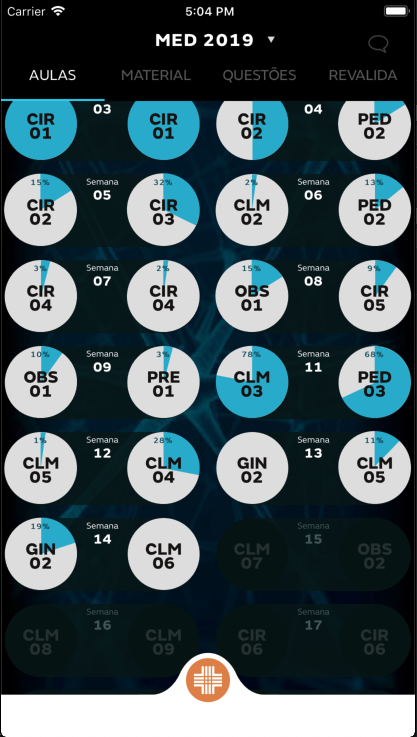 Carrier 5:04 PM
MED 2019
AULAS MATERIAL QUESTÕES REVALIDA
CIR 01 03 CIR 01 CIR 02 04 PED 02
15% CIR 02 Semana 05 32% CIR 03 2% CLM 02 Semana 06 13% PED 02
3% CIR 04 Semana 07 2% CIR 04 15% OBS 01 Semana 08 9% CIR 05
10% OBS 01 Semana 09 3% PRE 01 78% CLM 03 Semana 11 68% PED 03
1% CLM 05 Semana 12 28% CLM 04 GIN 02 Semana 13 11% CLM 05
19% GIN 02 Semana 14 CLM 06 CLM 07 Semana 15 OBS 02
CLM 08 Semana 16 CLM 09 CIR 06 Semana 17 CIR 06